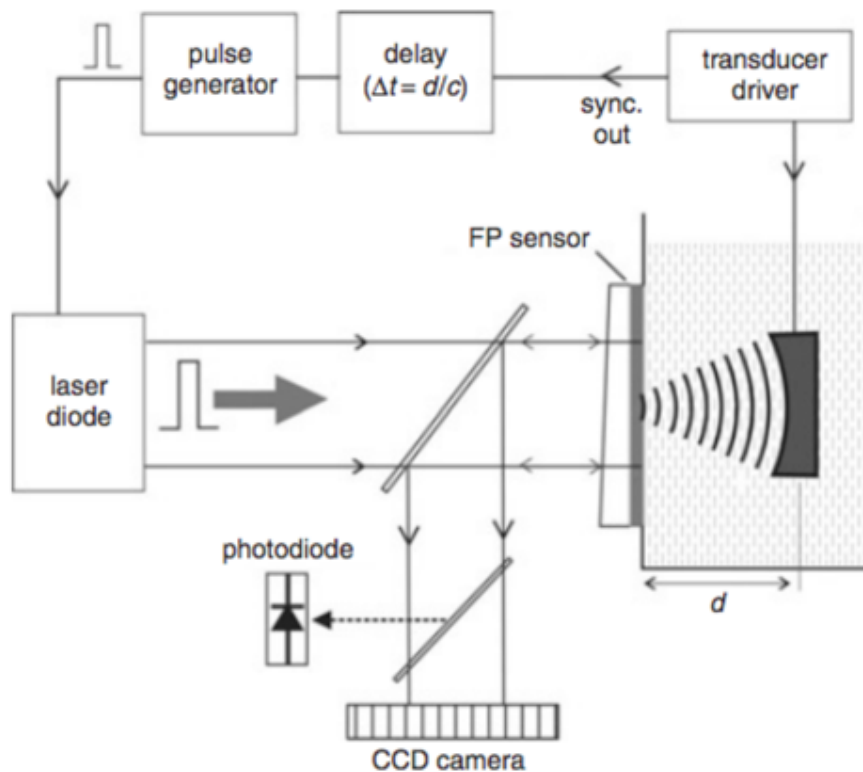 pulse
generator
delay
(Δt = d/c)
transducer
driver
sync.
out
FP sensor
laser
diode
photodiode
d
CCD camera